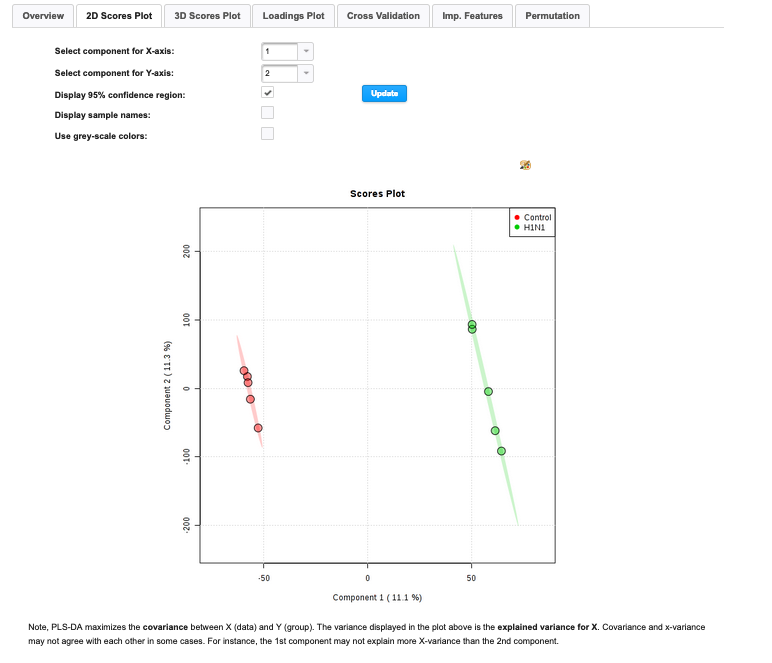 Overview 2D Scores Plot 3D Scores Plot Loadings Plot Cross Validation Imp. Features Permutation
Select component for X-axis: 1
Select component for Y-axis: 2
Display 95% confidence region: Update
Display sample names:
Use grey-scale colors:
Scores Plot
Control
H1N1
200
100
0
-100
-200
Component 2 ( 11.3 %)
-50 0 50
Component 1 ( 11.1 %)
Note, PLS-DA maximizes the covariance between X (data) and Y (group). The variance displayed in the plot above is the explained variance for X. Covariance and x-variance
may not agree with each other in some cases. For instance, the 1st component may not explain more X-variance than the 2nd component.